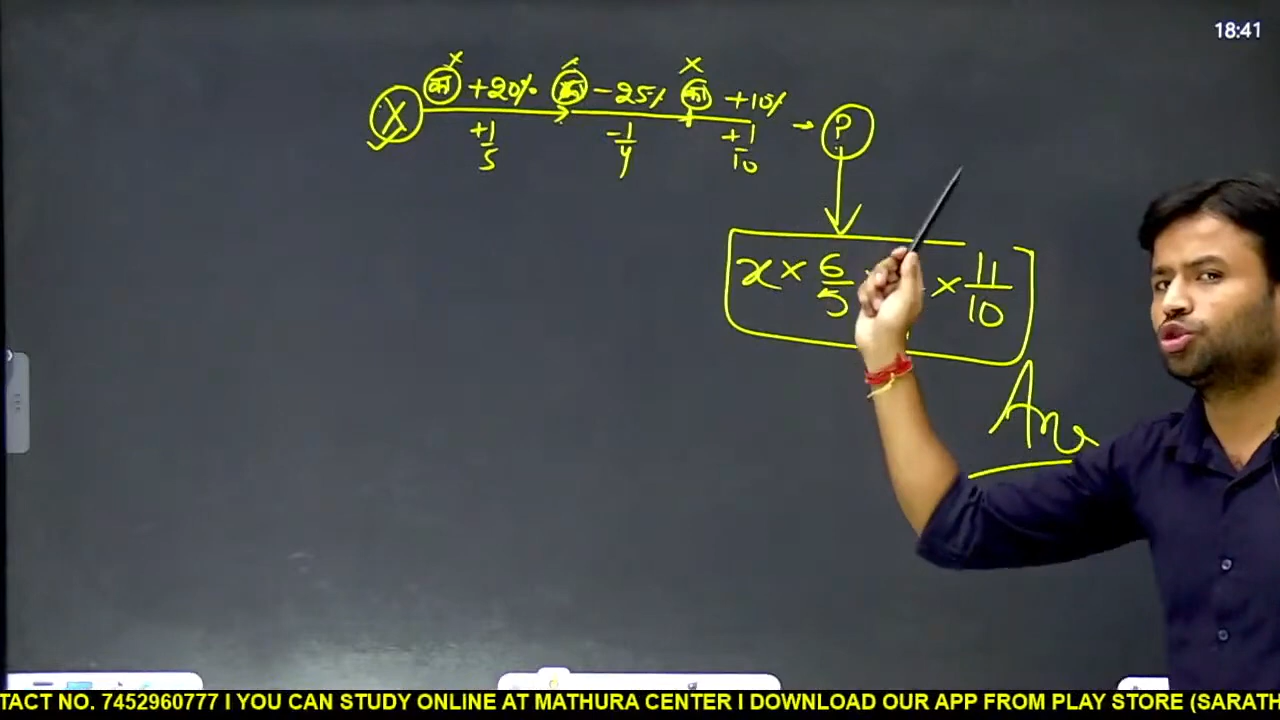 18:41
x x x
X का +20% का -25% का +10% → ?
+1/5 -1/4 +1/10
x × 6/5 × 11/10
Ans
TACT NO. 7452960777 I YOU CAN STUDY ONLINE AT MATHURA CENTER I DOWNLOAD OUR APP FROM PLAY STORE (SARATH